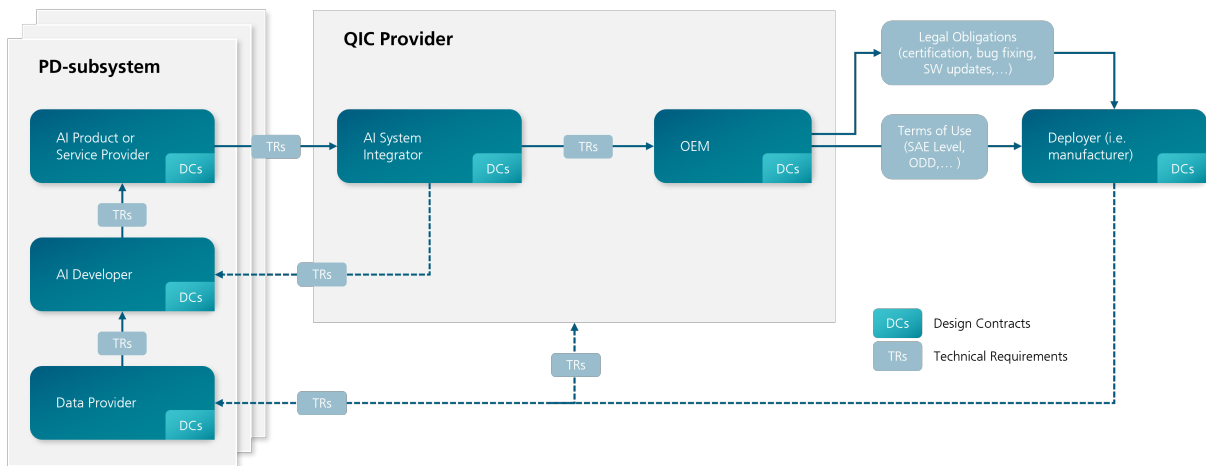 PD-subsystem
AI Product or
Service Provider
DCs
TRs
AI Developer
DCs
TRs
Data Provider
DCs
TRs
QIC Provider
AI System
Integrator
DCs
TRs
OEM
DCs
TRs
TRs
TRs
Legal Obligations
(certification, bug fixing,
SW updates,...)
Terms of Use
(SAE Level,
ODD,... )
Deployer (i.e.
manufacturer)
DCs
DCs
Design Contracts
TRs
Technical Requirements